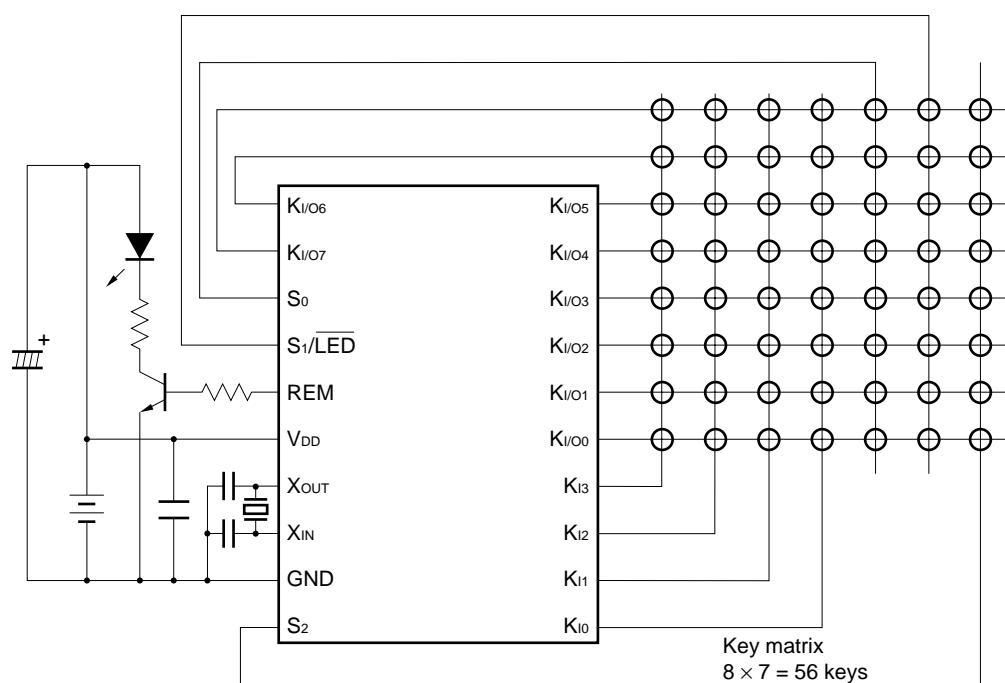 KI/O6
KI/O7
S0
S1/LED
REM
VDD
XOUT
XIN
GND
S2
KI/O5
KI/O4
KI/O3
KI/O2
KI/O1
KI/O0
KI3
KI2
KI1
KI0
+
Key matrix
8 × 7 = 56 keys